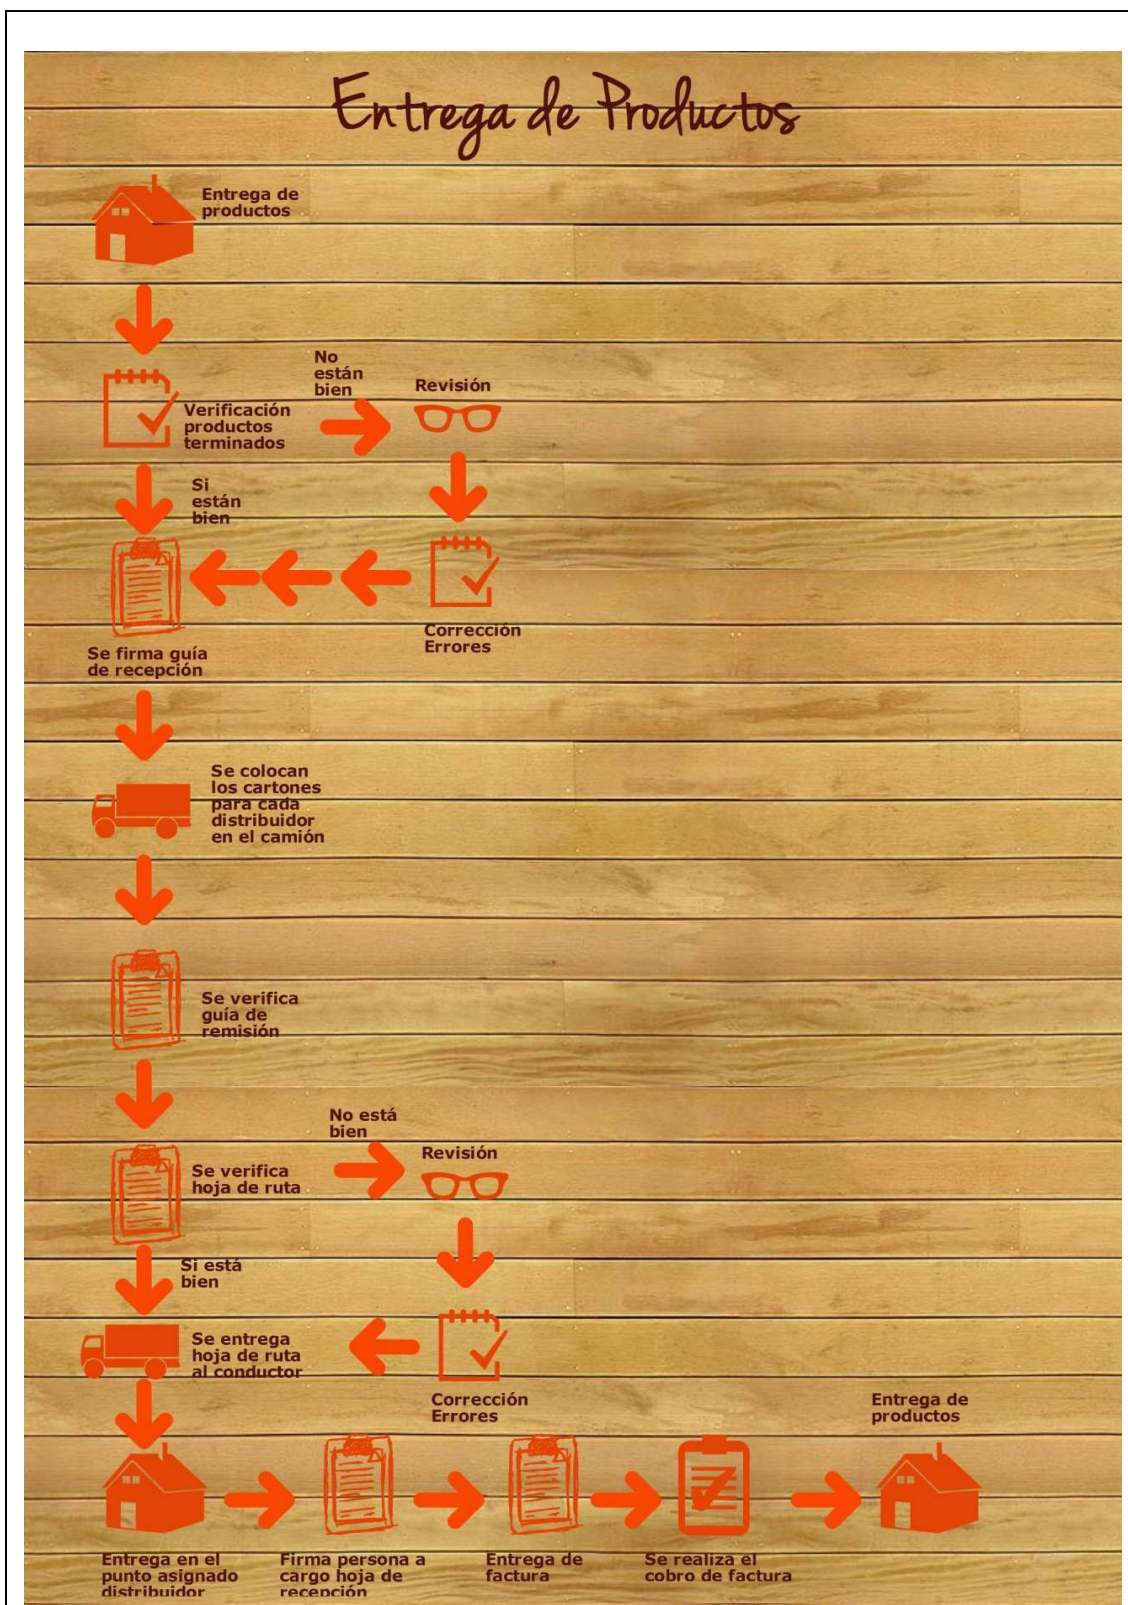 Entrega de Productos
Entrega de
productos
No
están
bien
Revisión
Verificación
productos
terminados
Si
están
bien
Corrección
Errores
Se firma guía
de recepción
Se colocan
los cartones
para cada
distribuidor
en el camión
Se verifica
guía de
remisión
No está
bien
Revisión
Se verifica
hoja de ruta
Si está
bien
Se entrega
hoja de ruta
al conductor
Corrección
Errores
Entrega de
productos
Entrega en el
punto asignado
distribuidor
Firma persona a
cargo hoja de
recepción
Entrega de
factura
Se realiza el
cobro de factura